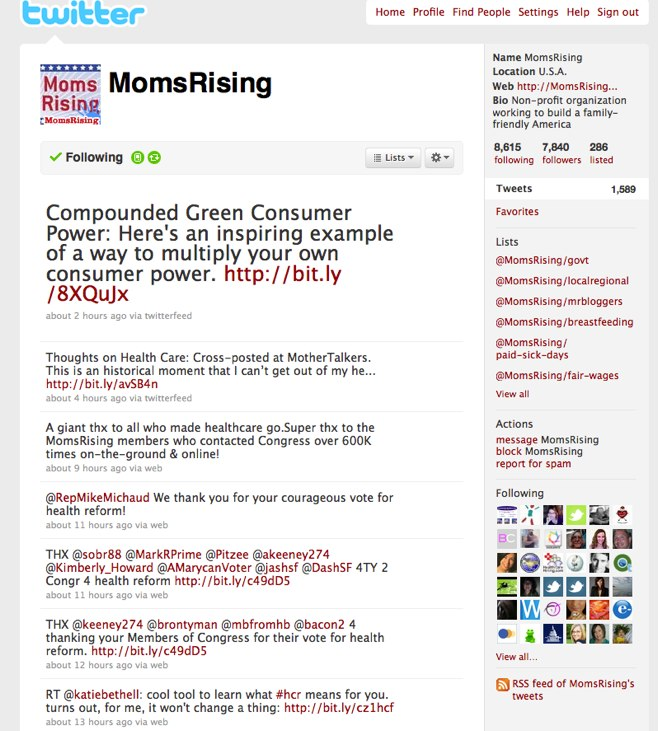 twitter
Home Profile Find People Settings Help Sign out
Moms
Rising
MomsRising
MomsRising
Following
Lists
Compounded Green Consumer
Power: Here's an inspiring example
of a way to multiply your own
consumer power. http://bit.ly
/8XQuJx
about 2 hours ago via twitterfeed
Thoughts on Health Care: Cross-posted at MotherTalkers.
This is an historical moment that I can't get out of my he...
http://bit.ly/avSB4n
about 4 hours ago via twitterfeed
A giant thx to all who made healthcare go.Super thx to the
MomsRising members who contacted Congress over 600K
times on-the-ground & online!
about 9 hours ago via web
@RepMikeMichaud We thank you for your courageous vote for
health reform!
about 11 hours ago via web
THX @sobr88 @MarkRPrime @Pitzee @akeeney274
@Kimberly_Howard @AMarycanVoter @jashsf @DashSF 4TY 2
Congr 4 health reform http://bit.ly/c49dD5
about 11 hours ago via web
THX @keeney274 @brontyman @mbfromhb @bacon2 4
thanking your Members of Congress for their vote for health
reform. http://bit.ly/c49dD5
about 12 hours ago via web
RT @katiebethell: cool tool to learn what #hcr means for you.
turns out, for me, it won't change a thing: http://bit.ly/cz1hcf
about 13 hours ago via web
Name MomsRising
Location U.S.A.
Web http://MomsRising...
Bio Non-profit organization
working to build a family-
friendly America
8,615 7,840 286
following followers listed
Tweets 1,589
Favorites
Lists
@MomsRising/govt
@MomsRising/localregional
@MomsRising/mrbloggers
@MomsRising/breastfeeding
@MomsRising/
paid-sick-days
@MomsRising/fair-wages
View all
Actions
message MomsRising
block MomsRising
report for spam
Following
BC
W
e
View all...
RSS feed of MomsRising's
tweets